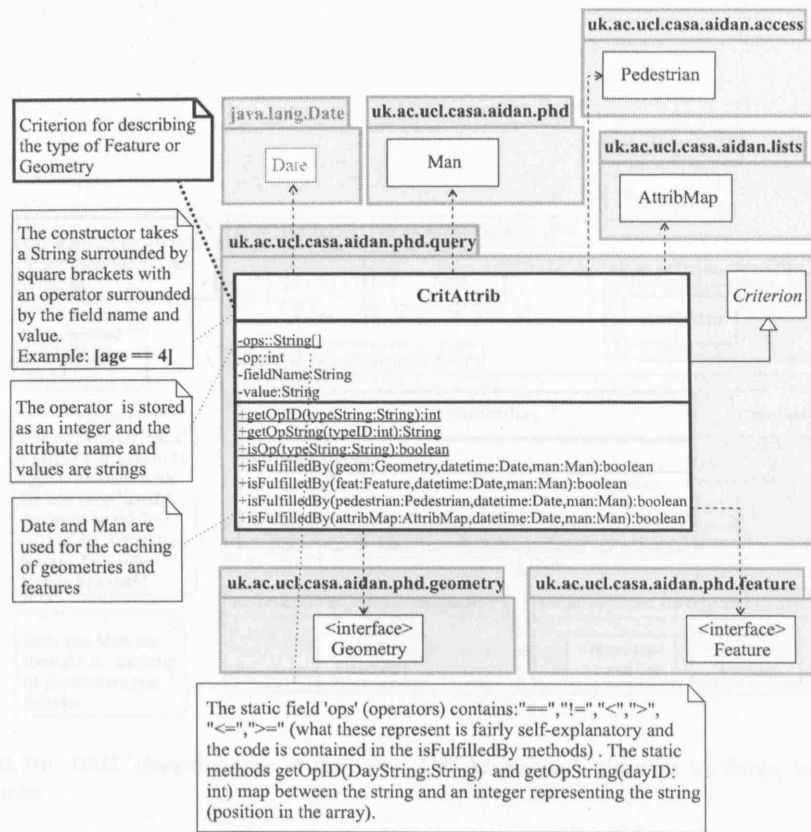 uk.ac.ucl.casa.aidan.access
Pedestrian
java.lang.Date
Date
uk.ac.ucl.casa.aidan.phd
Man
uk.ac.ucl.casa.aidan.lists
AttribMap
Criterion for describing
the type of Feature or
Geometry
The constructor takes
a String surrounded by
square brackets with
an operator surrounded
by the field name and
value.
Example: [age == 4]
The operator is stored
as an integer and the
attribute name and
values are strings
Date and Man are
used for the caching
of geometries and
features
uk.ac.ucl.casa.aidan.phd.query
CritAttrib
Criterion
-ops::String[]
-op::int
-fieldName:String
-value:String
+getOpID(typeString:String):int
+getOpString(typeID:int):String
+isOp(typeString:String):boolean
+isFulfilledBy(geom:Geometry,datetime:Date,man:Man):boolean
+isFulfilledBy(feat:Feature,datetime:Date,man:Man):boolean
+isFulfilledBy(pedestrian:Pedestrian,datetime:Date,man:Man):boolean
+isFulfilledBy(attribMap:AttribMap,datetime:Date,man:Man):boolean
uk.ac.ucl.casa.aidan.phd.geometry
<interface>
Geometry
uk.ac.ucl.casa.aidan.phd.feature
<interface>
Feature
The static field 'ops' (operators) contains:"==","!=","<",">",
"<=",">=" (what these represent is fairly self-explanatory and
the code is contained in the isFulfilledBy methods) . The static
methods getOpID(DayString:String) and getOpString(dayID:
int) map between the string and an integer representing the string
(position in the array).